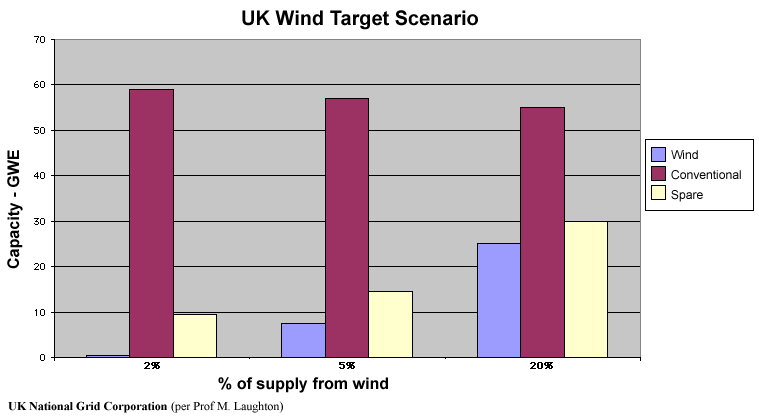 UK Wind Target Scenario
70
60
50
40
30
20
10
0
Capacity - GWE
2%
5%
20%
% of supply from wind
Wind
Conventional
Spare
UK National Grid Corporation (per Prof M. Laughton)